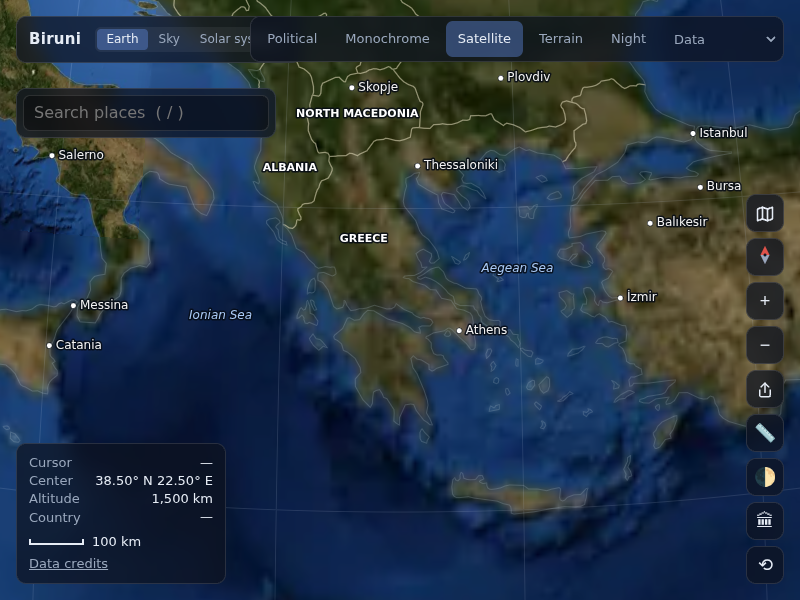 Biruni
Earth Sky Solar sys
Political Monochrome Satellite Terrain Night Data
Search places ( / )
Skopje
Plovdiv
NORTH MACEDONIA
Istanbul
Salerno
ALBANIA
Thessaloniki
Bursa
Balıkesir
GREECE
Aegean Sea
İzmir
Messina
Ionian Sea
Athens
Catania
+
−
Cursor —
Center 38.50° N 22.50° E
Altitude 1,500 km
Country —
100 km
Data credits